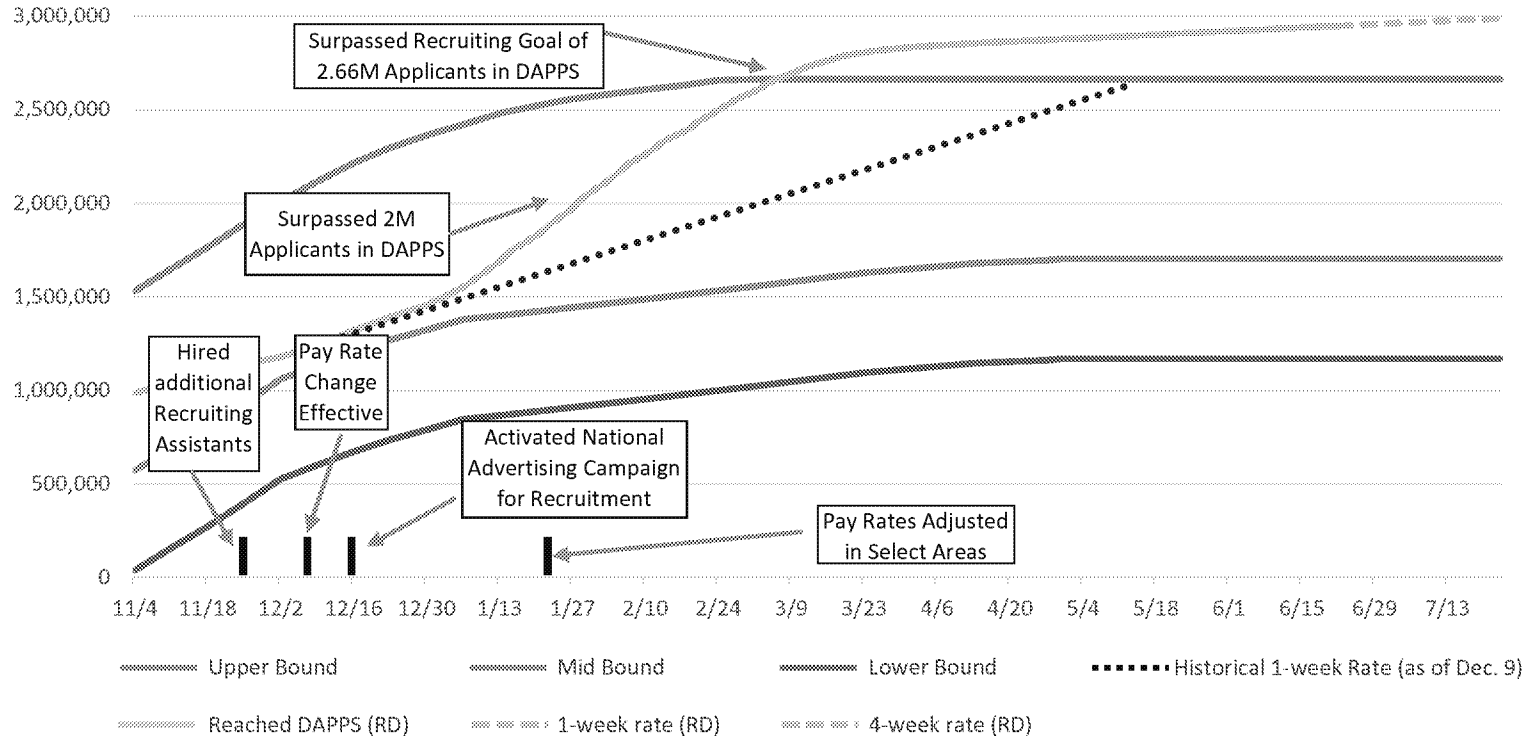 3,000,000
2,500,000
2,000,000
1,500,000
1,000,000
500,000
0
Surpassed Recruiting Goal of
2.66M Applicants in DAPPS
Surpassed 2M
Applicants in DAPPS
Hired
additional
Recruiting
Assistants
Pay Rate
Change
Effective
Activated National
Advertising Campaign
for Recruitment
Pay Rates Adjusted
in Select Areas
11/4 11/18 12/2 12/16 12/30 1/13 1/27 2/10 2/24 3/9 3/23 4/6 4/20 5/4 5/18 6/1 6/15 6/29 7/13
Upper Bound Mid Bound Lower Bound Historical 1-week Rate (as of Dec. 9)
Reached DAPPS (RD) 1-week rate (RD) 4-week rate (RD)